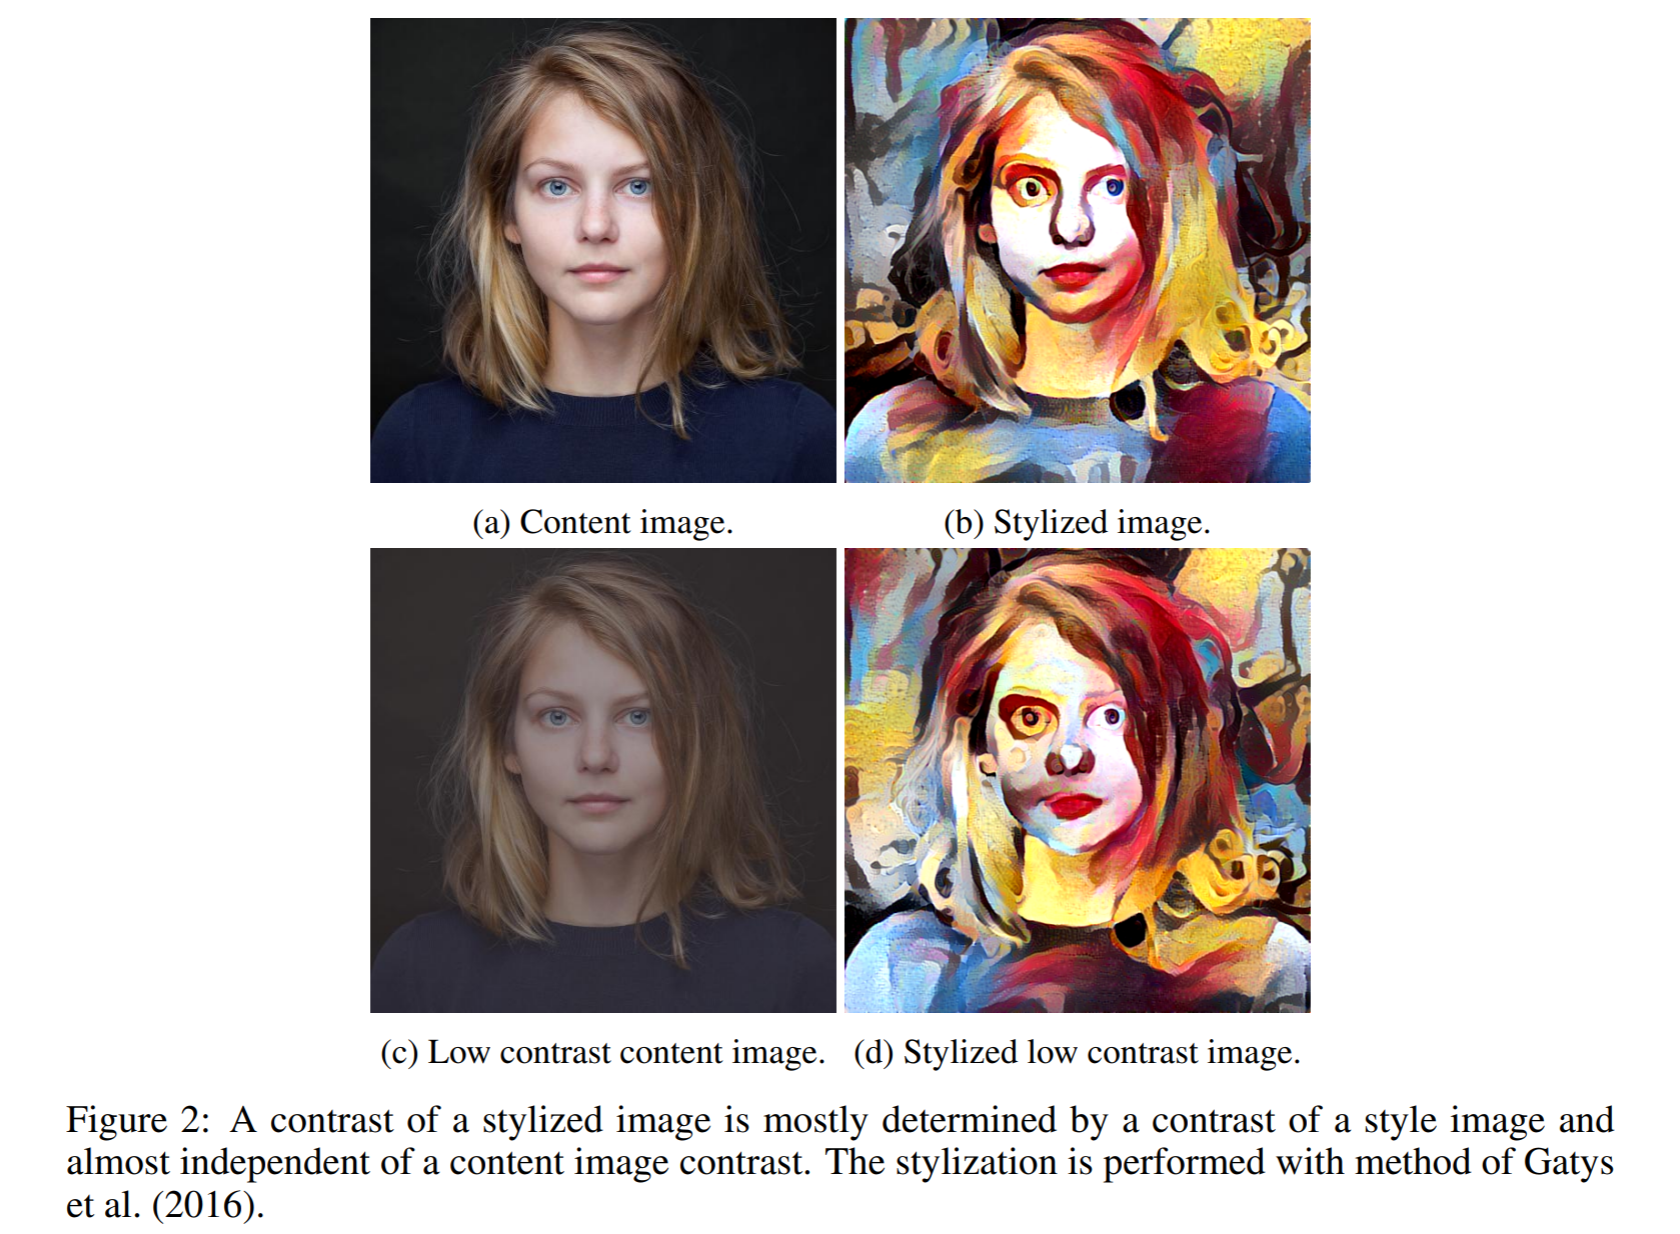 (a) Content image.
(b) Stylized image.
(c) Low contrast content image.
(d) Stylized low contrast image.
Figure 2: A contrast of a stylized image is mostly determined by a contrast of a style image and
almost independent of a content image contrast. The stylization is performed with method of Gatys
et al. (2016).